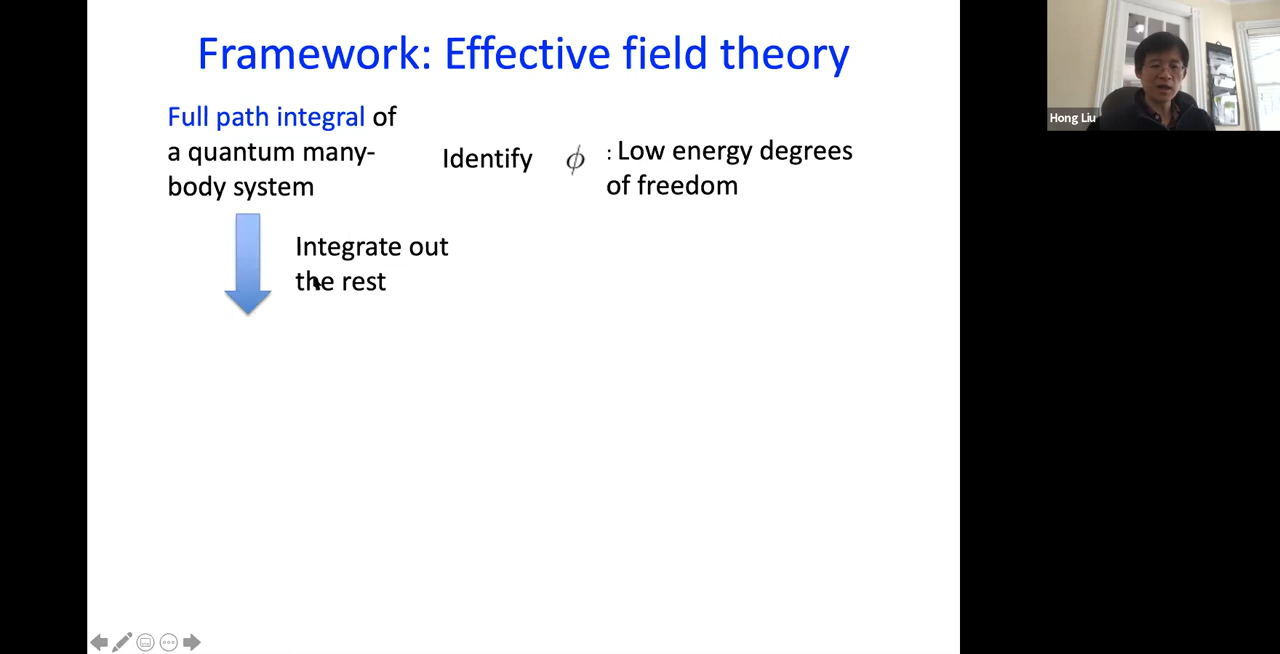 Framework: Effective field theory
Full path integral of
a quantum many-
body system
Identify ϕ : Low energy degrees
of freedom
Integrate out
the rest
Hong Liu